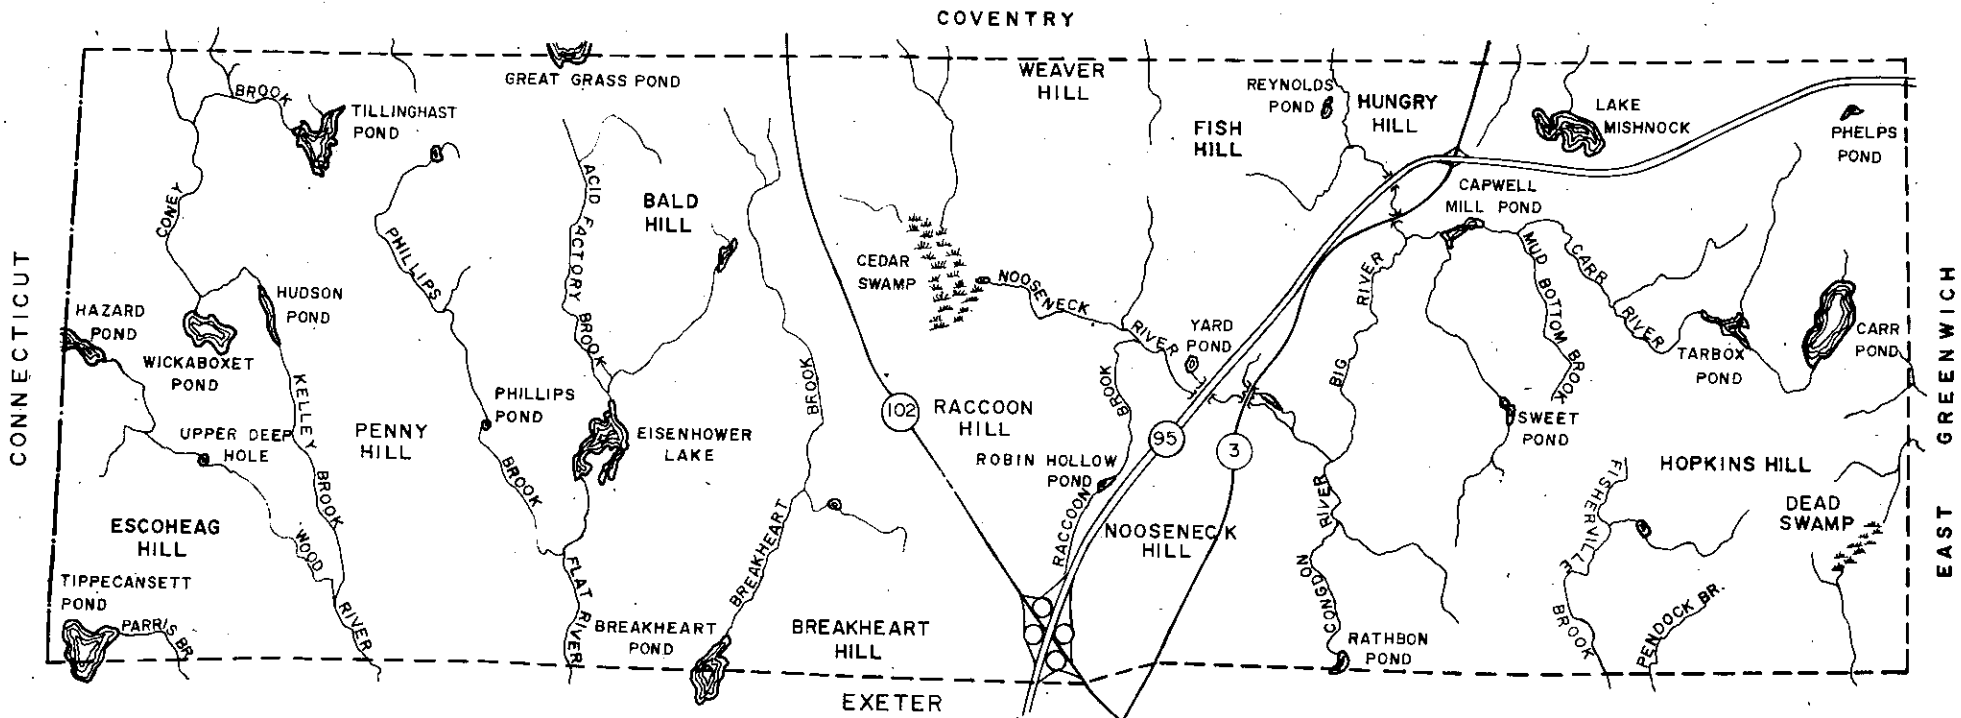 COVENTRY
GREAT GRASS POND
WEAVER
HILL
BROOK
TILLINGHAST
POND
REYNOLDS
POND
HUNGRY
HILL
LAKE
MISHNOCK
PHELPS
POND
FISH
HILL
CONEY
ACID FACTORY BROOK
BALD
HILL
CAPWELL
MILL POND
PHILLIPS
BROOK
CEDAR
SWAMP
NOOSENECK
RIVER
BIG RIVER
MUD BOTTOM BROOK
CARR
RIVER
CONNECTICUT
HAZARD
POND
HUDSON
POND
WICKABOXET
POND
YARD
POND
TARBOX
POND
CARR
POND
EAST GREENWICH
KELLEY BROOK
PHILLIPS
POND
BREAKHEART
BROOK
102
RACCOON
HILL
RACCOON
BROOK
95
3
SWEET
POND
UPPER DEEP
HOLE
PENNY
HILL
EISENHOWER
LAKE
ROBIN HOLLOW
POND
HOPKINS HILL
DEAD
SWAMP
ESCOHEAG
HILL
WOOD
RIVER
NOOSENECK
HILL
CONGDON
RIVER
FISHERVILLE
BROOK
TIPPECANSETT
POND
PARRIS BR.
FLAT RIVER
BREAKHEART
POND
BREAKHEART
HILL
RATHBON
POND
PENDOCK BR.
EXETER